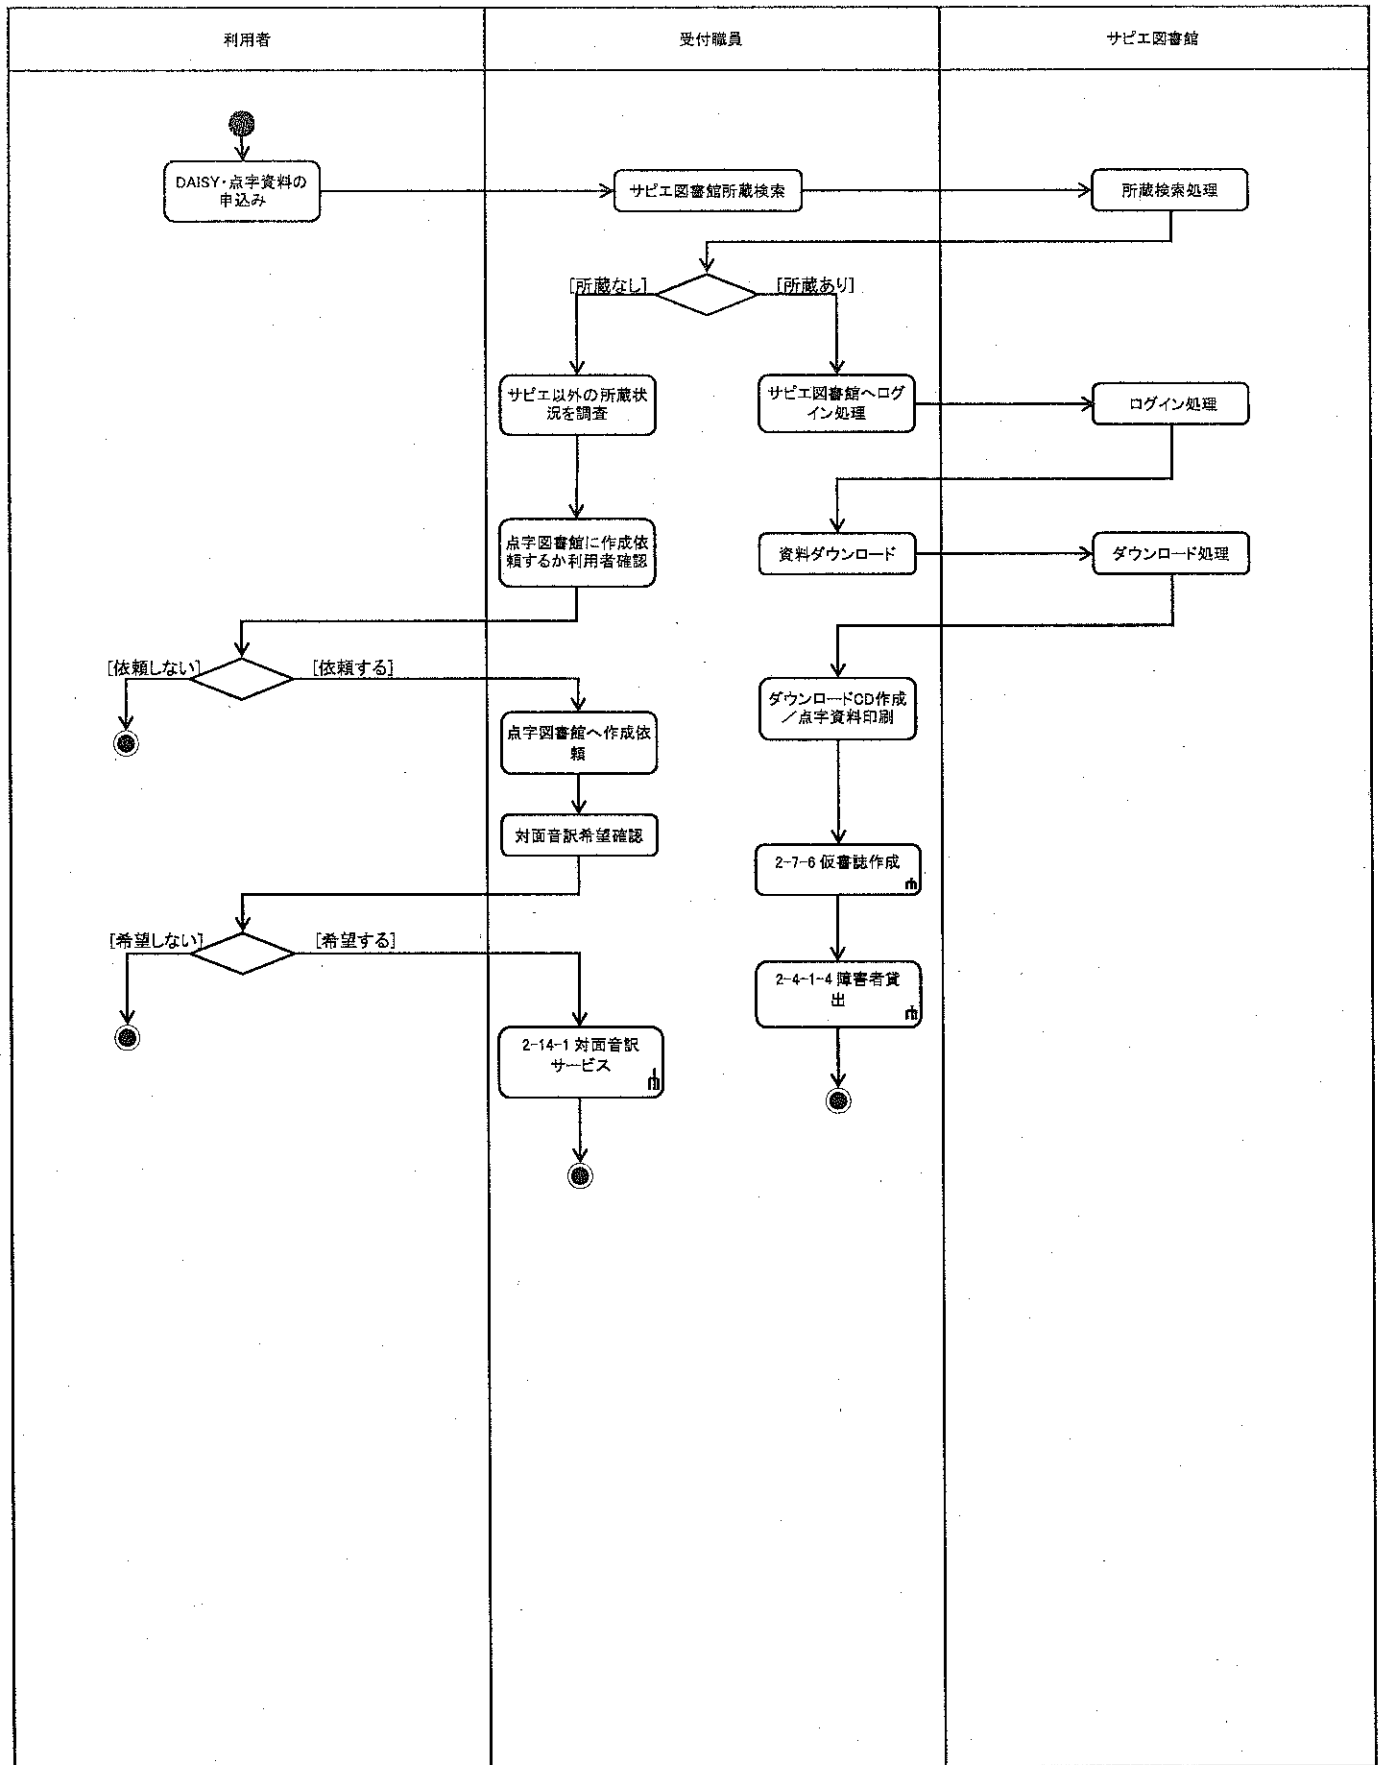 利用者
受付職員
サピエ図書館
DAISY・点字資料の
申込み
サピエ図書館所蔵検索
所蔵検索処理
[所蔵なし]
[所蔵あり]
サピエ以外の所蔵状
況を調査
サピエ図書館へログ
イン処理
ログイン処理
点字図書館に作成依
頼するか利用者確認
資料ダウンロード
ダウンロード処理
[依頼しない]
[依頼する]
点字図書館へ作成依
頼
ダウンロードCD作成
／点字資料印刷
対面音訳希望確認
2-7-6 仮書誌作成
[希望しない]
[希望する]
2-4-1-4 障害者貸
出
2-14-1 対面音訳
サービス